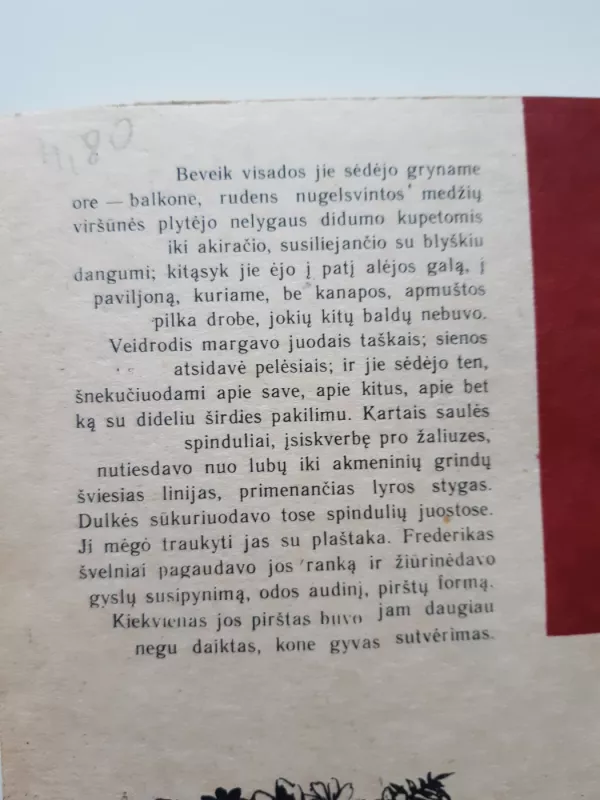 4,80
Beveik visados jie sėdėjo gryname
ore — balkone, rudens nugelsvintos medžių
viršūnės plytėjo nelygaus didumo kupetomis
iki akiračio, susiliejančio su blyškiu
dangumi; kitąsyk jie ėjo į patį alėjos galą, į
paviljoną, kuriame, be kanapos, apmuštos
pilka drobe, jokių kitų baldų nebuvo.
Veidrodis margavo juodais taškais; sienos
atsidavė pelėsiais; ir jie sėdėjo ten,
šnekučiuodami apie save, apie kitus, apie bet
ką su dideliu širdies pakilimu. Kartais saulės
spinduliai, įsiskverbę pro žaliuzes,
nutiesdavo nuo lubų iki akmeninių grindų
šviesias linijas, primenančias lyros stygas.
Dulkės sūkuriuodavo tose spindulių juostose.
Ji mėgo traukyti jas su plaštaka. Frederikas
švelniai pagaudavo jos ranką ir žiūrinėdavo
gyslų susipynimą, odos audinį, pirštų formą.
Kiekvienas jos pirštas buvo jam daugiau
negu daiktas, kone gyvas sutvėrimas.